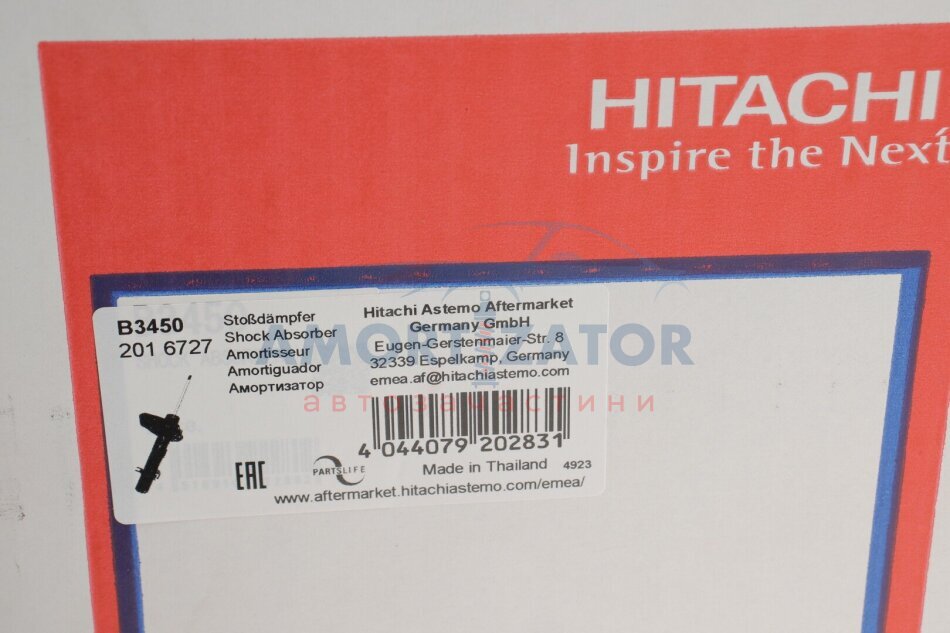 HITACHI
Inspire the Next
B3450
201 6727
Stoßdämpfer
Shock Absorber
Amortisseur
Amortiguador
Амортизатор
Hitachi Astemo Aftermarket
Germany GmbH
Eugen-Gerstenmaier-Str. 8
32339 Espelkamp, Germany
emea.af@hitachiastemo.com
AMORTIZATOR
автозапчастини
4 044079 202831
EAC
PARTSLIFE
Made in Thailand 4923
www.aftermarket.hitachiastemo.com/emea/